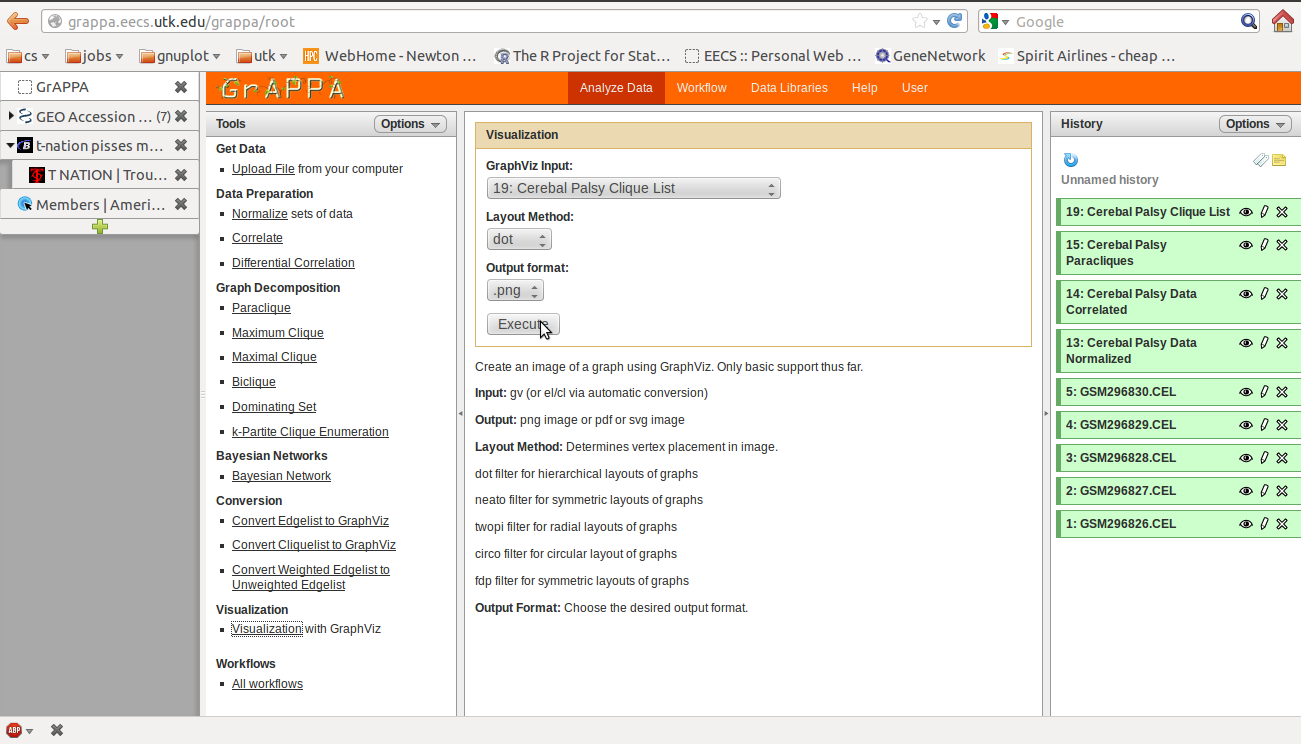 grappa.eecs.utk.edu/grappa/root
Google
cs
jobs
gnuplot
utk
HPC
WebHome - Newton ...
The R Project for Stat...
EECS :: Personal Web ...
GeneNetwork
Spirit Airlines - cheap ...
GrAPPA
GEO Accession ... (7)
t-nation pisses m...
T NATION | Trou...
Members | Ameri...
GrAPPA
Analyze Data
Workflow
Data Libraries
Help
User
Tools
Options
Get Data
Upload File from your computer
Data Preparation
Normalize sets of data
Correlate
Differential Correlation
Graph Decomposition
Paraclique
Maximum Clique
Maximal Clique
Biclique
Dominating Set
k-Partite Clique Enumeration
Bayesian Networks
Bayesian Network
Conversion
Convert Edgelist to GraphViz
Convert Cliquelist to GraphViz
Convert Weighted Edgelist to
Unweighted Edgelist
Visualization
Visualization with GraphViz
Workflows
All workflows
Visualization
GraphViz Input:
19: Cerebal Palsy Clique List
Layout Method:
dot
Output format:
.png
Execute
Create an image of a graph using GraphViz. Only basic support thus far.
Input: gv (or el/cl via automatic conversion)
Output: png image or pdf or svg image
Layout Method: Determines vertex placement in image.
dot filter for hierarchical layouts of graphs
neato filter for symmetric layouts of graphs
twopi filter for radial layouts of graphs
circo filter for circular layout of graphs
fdp filter for symmetric layouts of graphs
Output Format: Choose the desired output format.
History
Options
Unnamed history
19: Cerebal Palsy Clique List
15: Cerebal Palsy
Paracliques
14: Cerebal Palsy Data
Correlated
13: Cerebal Palsy Data
Normalized
5: GSM296830.CEL
4: GSM296829.CEL
3: GSM296828.CEL
2: GSM296827.CEL
1: GSM296826.CEL
ABP